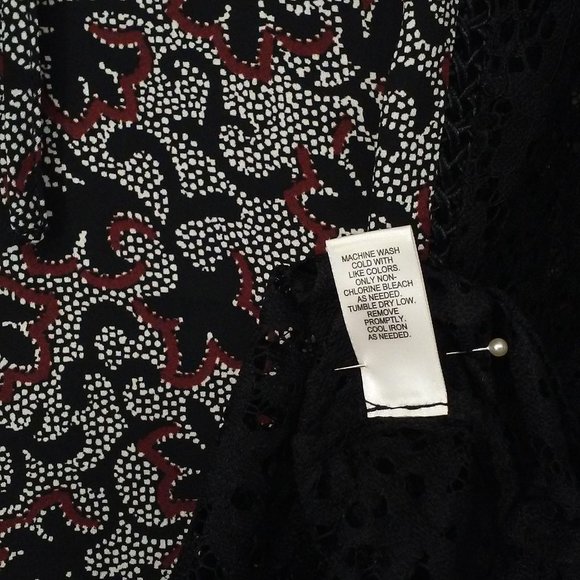 MACHINE WASH
COLD WITH
LIKE COLORS.
ONLY NON-
CHLORINE BLEACH
AS NEEDED.
TUMBLE DRY LOW.
REMOVE
PROMPTLY.
COOL IRON
AS NEEDED.